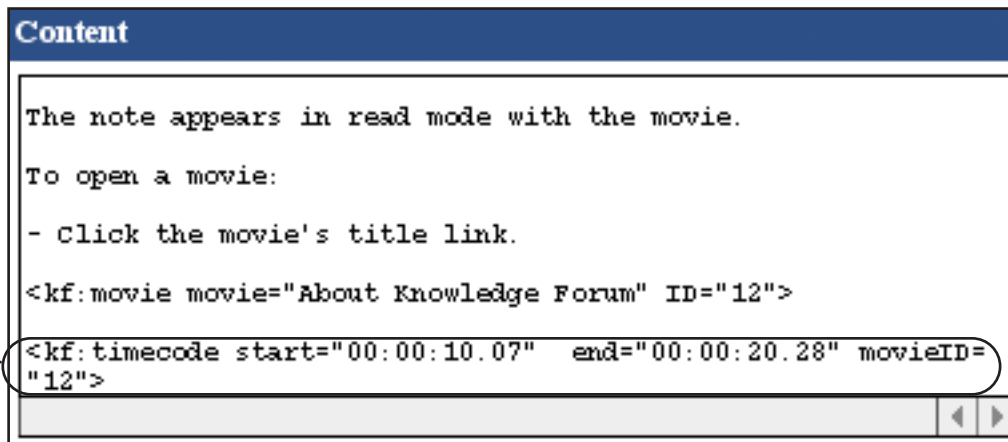 Content
The note appears in read mode with the movie.
To open a movie:
- Click the movie's title link.
<kf:movie movie="About Knowledge Forum" ID="12">
<kf:timecode start="00:00:10.07"  end="00:00:20.28" movieID=
"12">